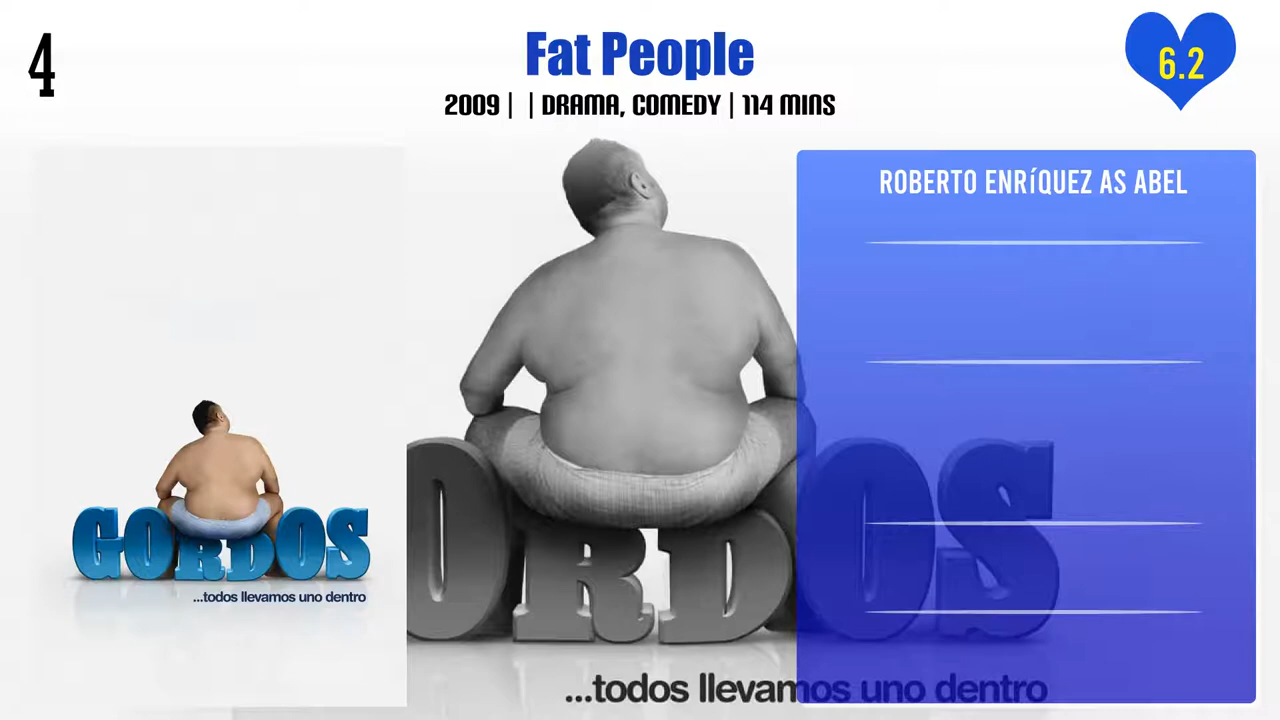 4
Fat People
6.2
2009 | | DRAMA, COMEDY | 114 MINS
ROBERTO ENRíQUEZ AS ABEL
GORDOS
...todos llevamos uno dentro
ORDOS
...todos llevamos uno dentro